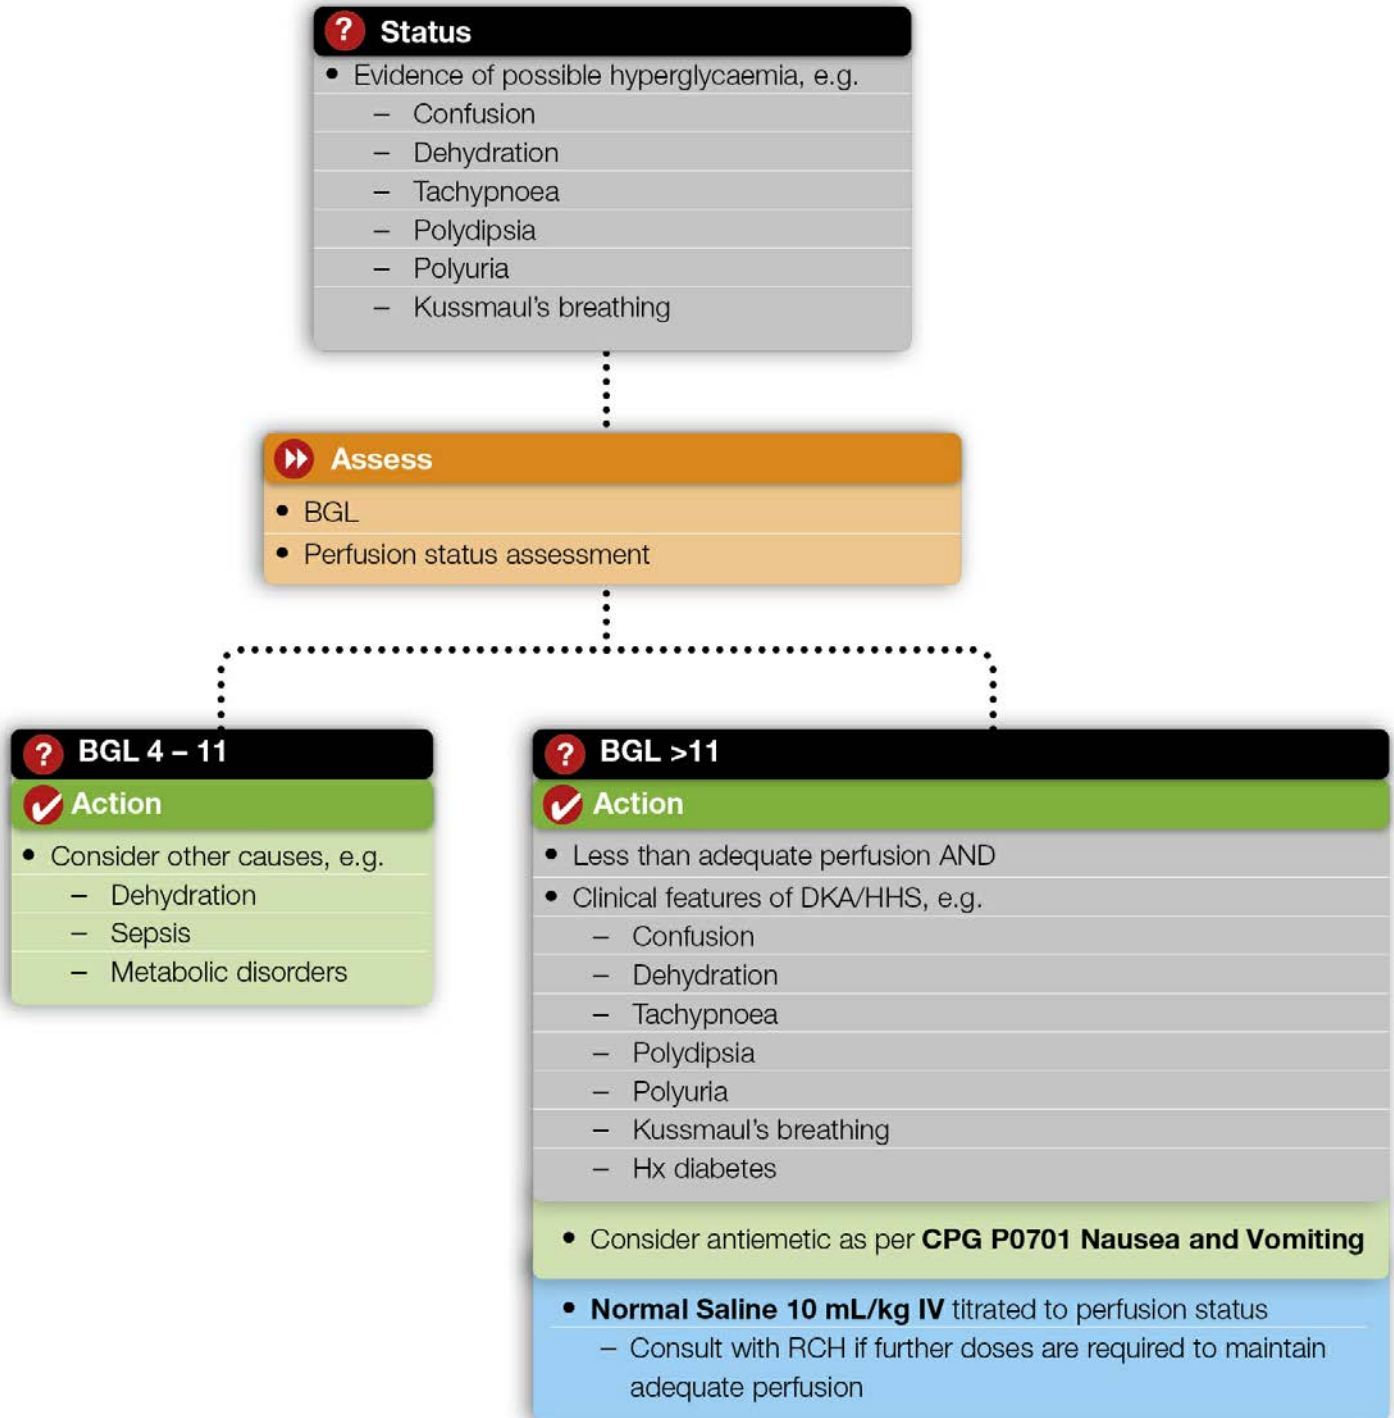 ? Status
• Evidence of possible hyperglycaemia, e.g.
– Confusion
– Dehydration
– Tachypnoea
– Polydipsia
– Polyuria
– Kussmaul's breathing
Assess
• BGL
• Perfusion status assessment
? BGL 4 – 11
Action
• Consider other causes, e.g.
– Dehydration
– Sepsis
– Metabolic disorders
? BGL >11
Action
• Less than adequate perfusion AND
• Clinical features of DKA/HHS, e.g.
– Confusion
– Dehydration
– Tachypnoea
– Polydipsia
– Polyuria
– Kussmaul's breathing
– Hx diabetes
• Consider antiemetic as per CPG P0701 Nausea and Vomiting
• Normal Saline 10 mL/kg IV titrated to perfusion status
– Consult with RCH if further doses are required to maintain
adequate perfusion